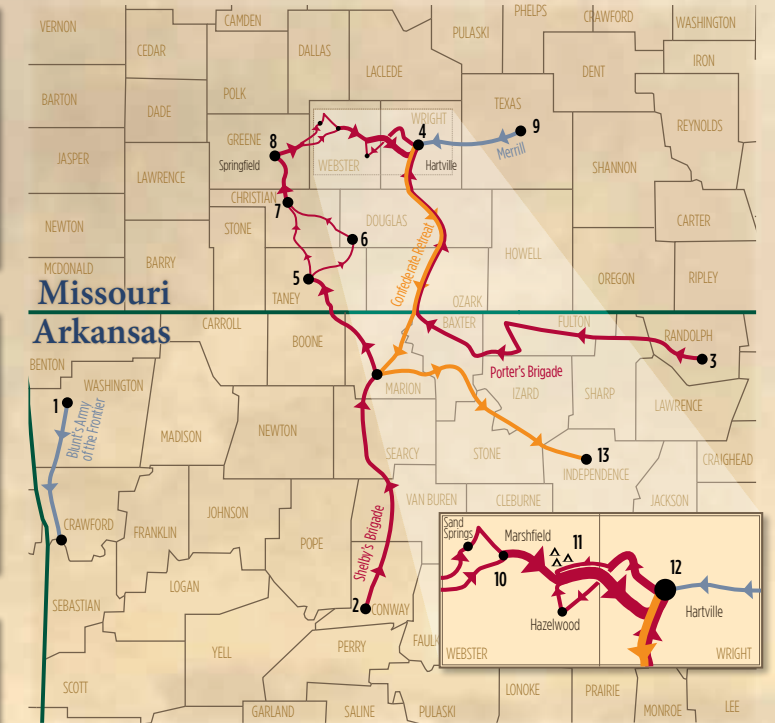 VERNON
CEDAR
CAMDEN
DALLAS
LACLEDE
PULASKI
PHELPS
CRAWFORD
WASHINGTON
IRON
DENT
BARTON
DADE
POLK
TEXAS
REYNOLDS
GREENE
WRIGHT
8
4
9
Merrill
JASPER
LAWRENCE
Springfield
WEBSTER
Hartville
SHANNON
CHRISTIAN
7
NEWTON
STONE
DOUGLAS
6
CARTER
HOWELL
MCDONALD
BARRY
5
TANEY
Confederate Retreat
OZARK
OREGON
RIPLEY
Missouri
Arkansas
CARROLL
BOONE
BAXTER
FULTON
RANDOLPH
3
BENTON
WASHINGTON
Porter's Brigade
MARION
IZARD
SHARP
LAWRENCE
1
Blunt's Army
of the Frontier
MADISON
NEWTON
SEARCY
STONE
13
INDEPENDENCE
CRAIGHEAD
VAN BUREN
CLEBURNE
JACKSON
CRAWFORD
FRANKLIN
JOHNSON
POPE
Shelby's Brigade
2
CONWAY
SEBASTIAN
LOGAN
YELL
PERRY
FAULK
SCOTT
GARLAND
SALINE
PULASKI
LONOKE
PRAIRIE
MONROE
LEE
Sand
Springs
Marshfield
11
10
12
Hazelwood
Hartville
WEBSTER
WRIGHT